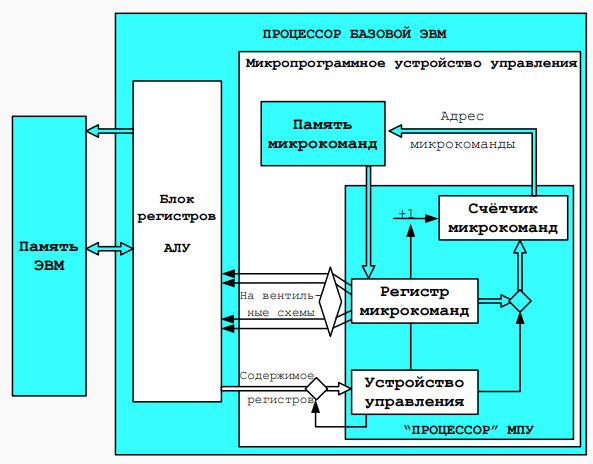 ПРОЦЕССОР БАЗОВОЙ ЭВМ
Микропрограммное устройство управления
Память
микрокоманд
Адрес
микрокоманды
Блок
регистров
АЛУ
+1
Счётчик
микрокоманд
Память
ЭВМ
На вентиль-
ные схемы
Регистр
микрокоманд
Содержимое
регистров
Устройство
управления
“ПРОЦЕССОР” МПУ